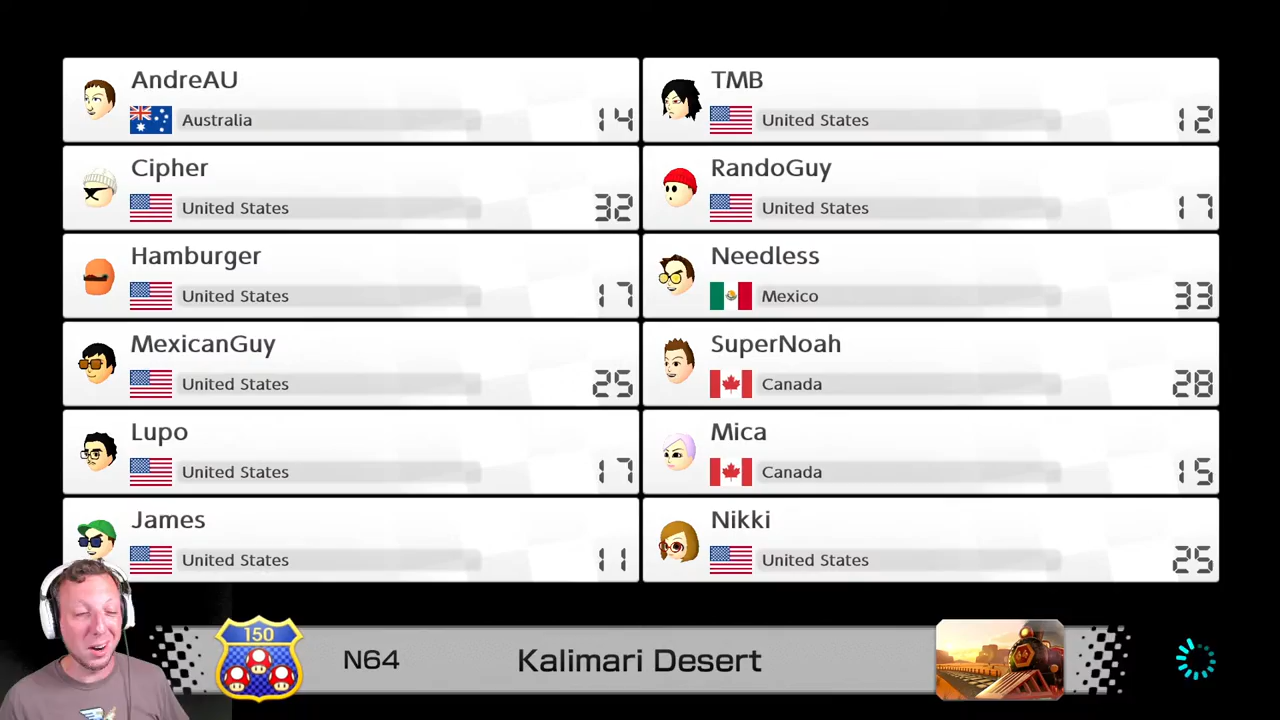 AndreAU
Australia 14
TMB
United States 12
Cipher
United States 32
RandoGuy
United States 17
Hamburger
United States 17
Needless
Mexico 33
MexicanGuy
United States 25
SuperNoah
Canada 28
Lupo
United States 17
Mica
Canada 15
James
United States 11
Nikki
United States 25
150
N64 Kalimari Desert